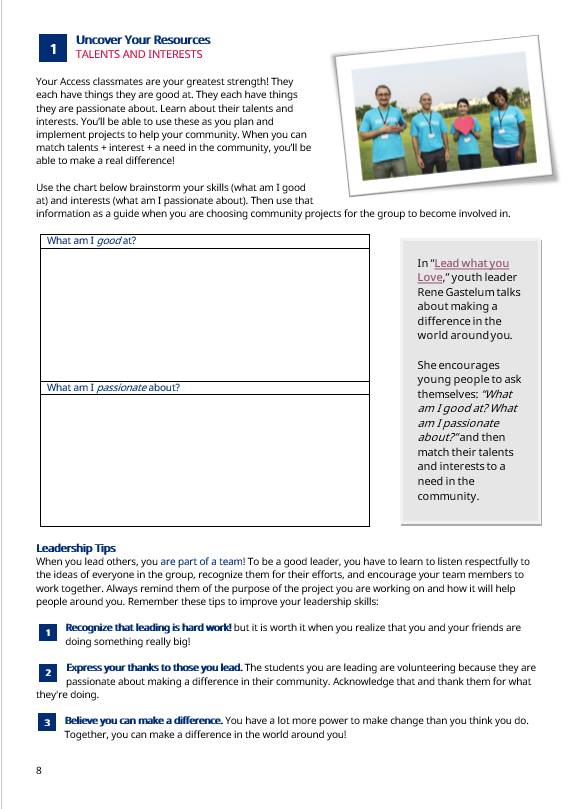 1
Uncover Your Resources
TALENTS AND INTERESTS
Your Access classmates are your greatest strength! They
each have things they are good at. They each have things
they are passionate about. Learn about their talents and
interests. You'll be able to use these as you plan and
implement projects to help your community. When you can
match talents + interest + a need in the community, you'll be
able to make a real difference!
Use the chart below brainstorm your skills (what am I good
at) and interests (what am I passionate about). Then use that
information as a guide when you are choosing community projects for the group to become involved in.
What am I good at?
What am I passionate about?
In “Lead what you
Love,” youth leader
Rene Gastelum talks
about making a
difference in the
world around you.
She encourages
young people to ask
themselves: “What
am I good at? What
am I passionate
about?” and then
match their talents
and interests to a
need in the
community.
Leadership Tips
When you lead others, you are part of a team! To be a good leader, you have to learn to listen respectfully to
the ideas of everyone in the group, recognize them for their efforts, and encourage your team members to
work together. Always remind them of the purpose of the project you are working on and how it will help
people around you. Remember these tips to improve your leadership skills:
1 Recognize that leading is hard work! but it is worth it when you realize that you and your friends are
doing something really big!
2 Express your thanks to those you lead. The students you are leading are volunteering because they are
passionate about making a difference in their community. Acknowledge that and thank them for what
they're doing.
3 Believe you can make a difference. You have a lot more power to make change than you think you do.
Together, you can make a difference in the world around you!
8